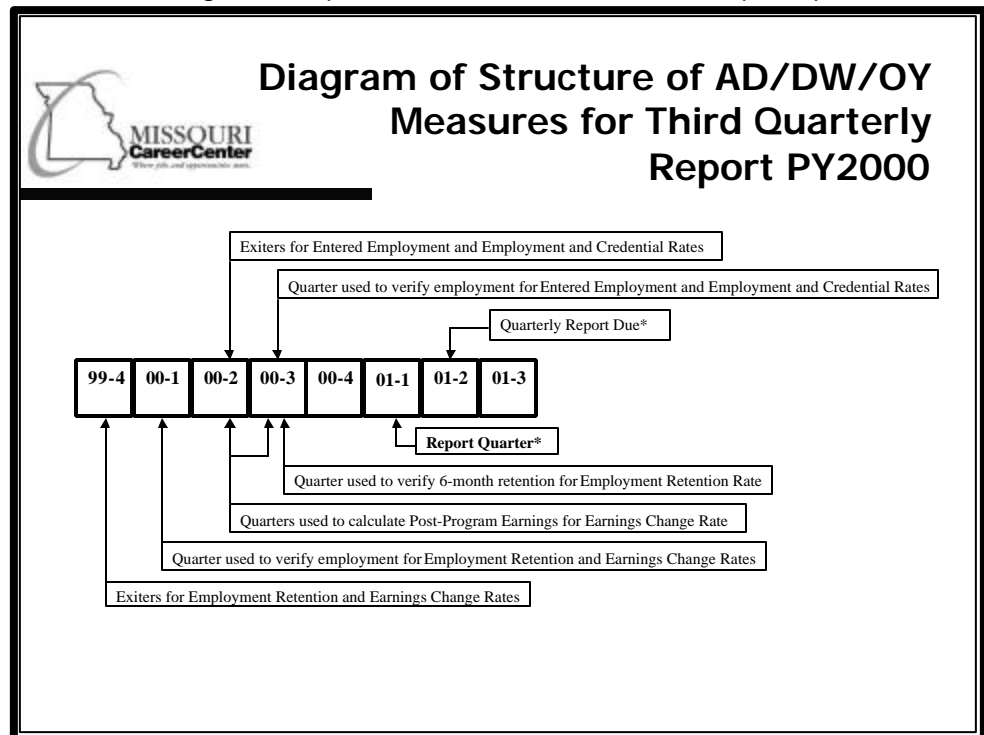 MISSOURI
CareerCenter
Where jobs and opportunities meet.
Diagram of Structure of AD/DW/OY
Measures for Third Quarterly
Report PY2000
Exiters for Entered Employment and Employment and Credential Rates
Quarter used to verify employment for Entered Employment and Employment and Credential Rates
Quarterly Report Due*
99-4 00-1 00-2 00-3 00-4 01-1 01-2 01-3
Report Quarter*
Quarter used to verify 6-month retention for Employment Retention Rate
Quarters used to calculate Post-Program Earnings for Earnings Change Rate
Quarter used to verify employment for Employment Retention and Earnings Change Rates
Exiters for Employment Retention and Earnings Change Rates